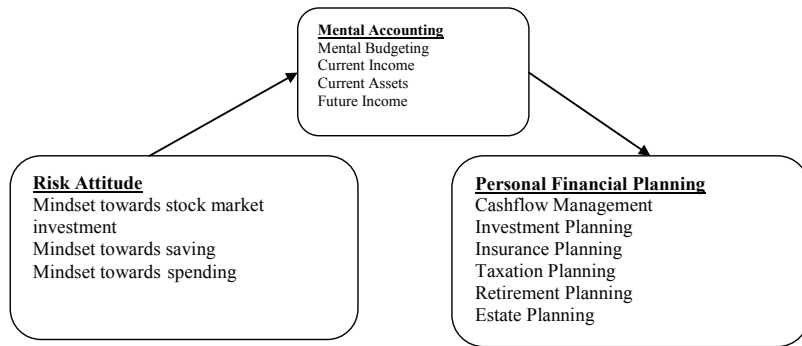 Mental Accounting
Mental Budgeting
Current Income
Current Assets
Future Income
Risk Attitude
Mindset towards stock market
investment
Mindset towards saving
Mindset towards spending
Personal Financial Planning
Cashflow Management
Investment Planning
Insurance Planning
Taxation Planning
Retirement Planning
Estate Planning